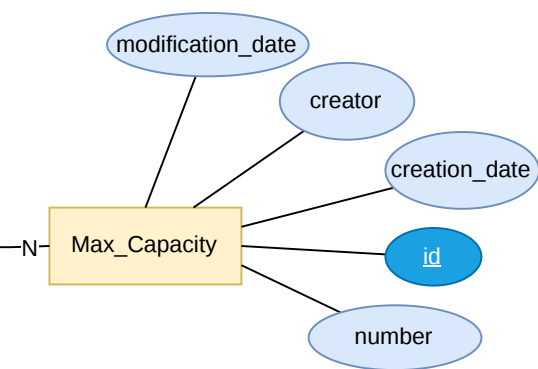 modification_date
creator
creation_date
N
Max_Capacity
id
number